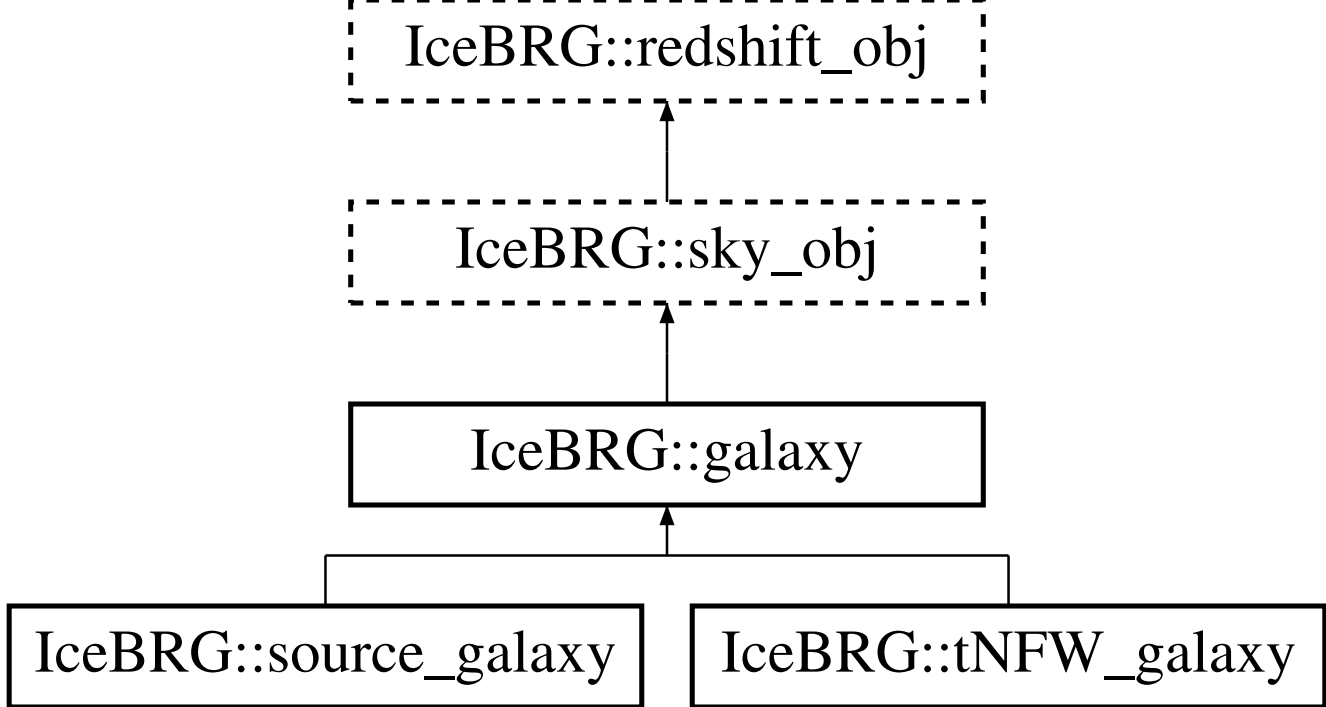 IceBRG::redshift_obj
IceBRG::sky_obj
IceBRG::galaxy
IceBRG::source_galaxy
IceBRG::tNFW_galaxy